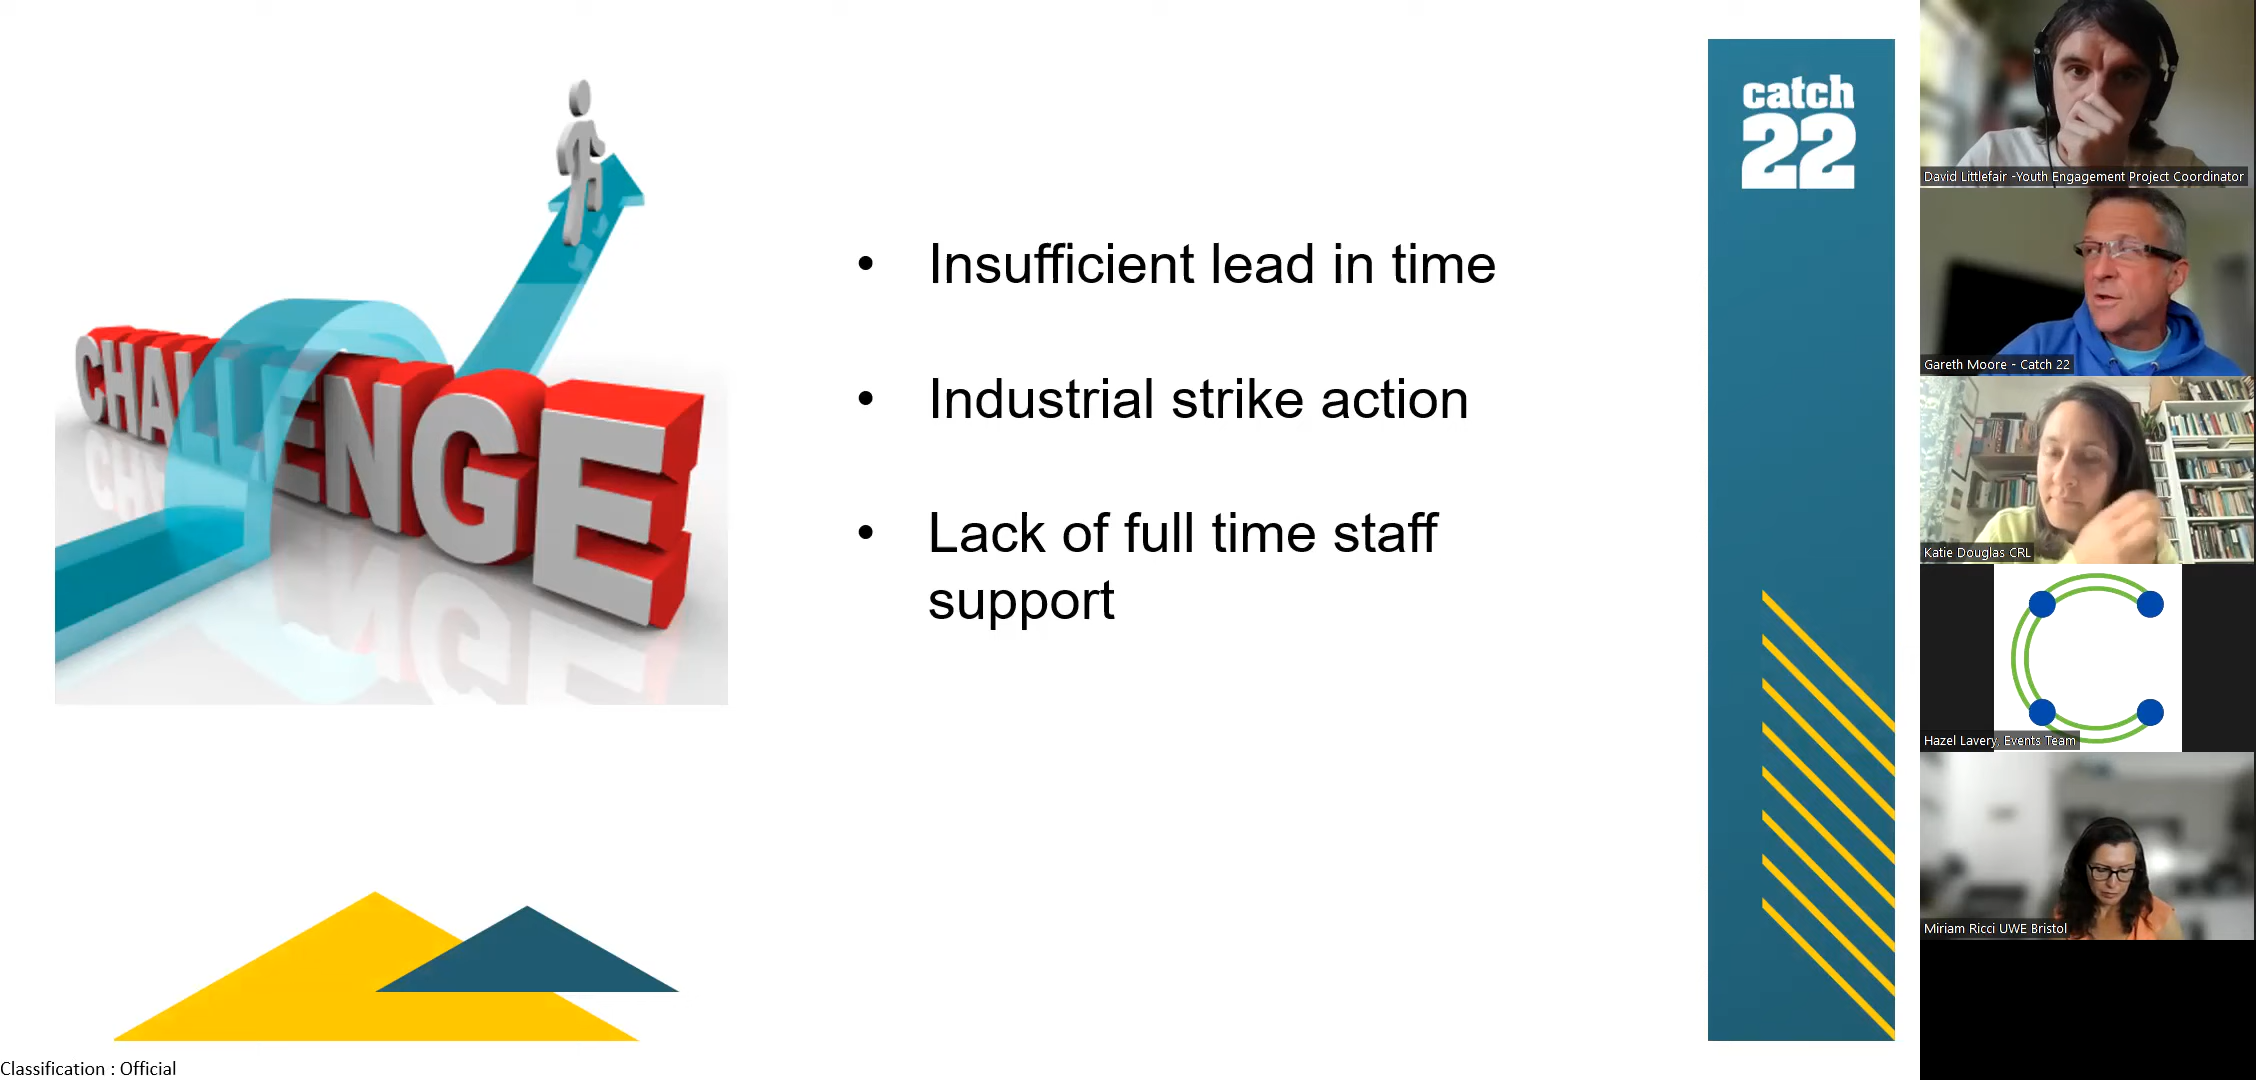 CHALLENGE
• Insufficient lead in time
• Industrial strike action
• Lack of full time staff
support
catch
22
Classification : Official
David Littlefair -Youth Engagement Project Coordinator
Gareth Moore - Catch 22
Katie Douglas CRL
Hazel Lavery, Events Team
Miriam Ricci UWE Bristol